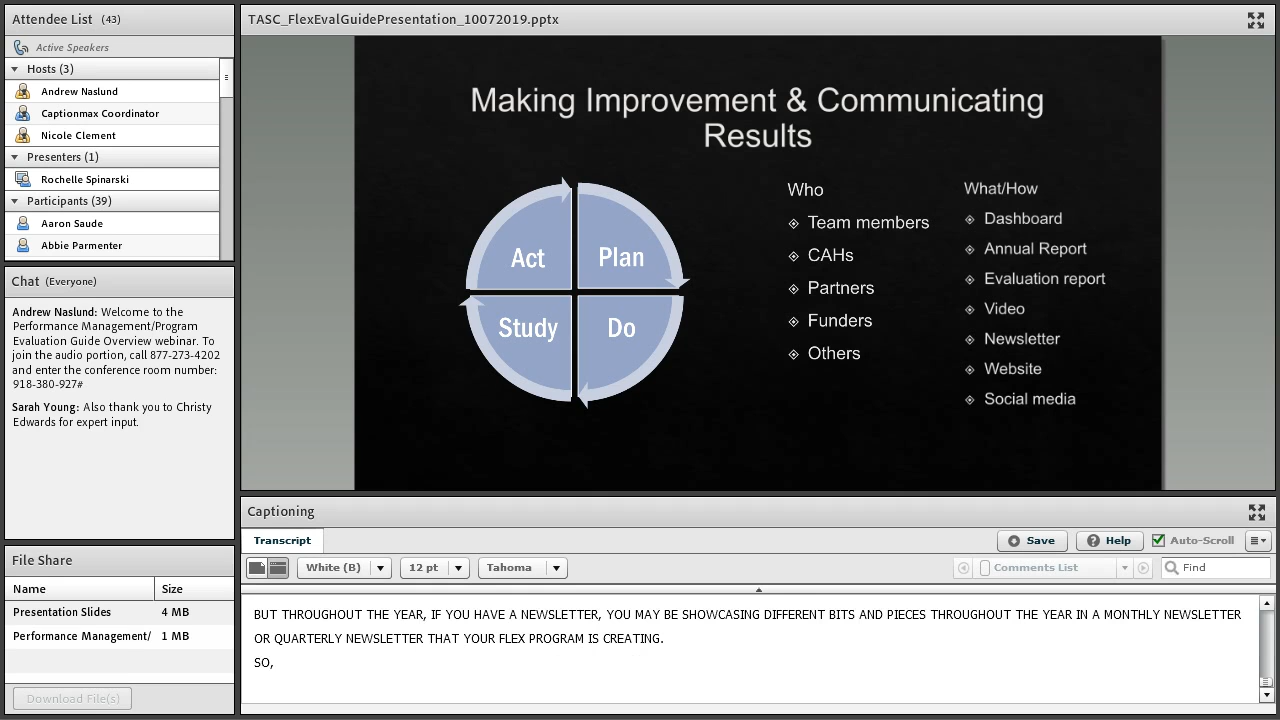 Attendee List (43)
Active Speakers
Hosts (3)
Andrew Naslund
Captionmax Coordinator
Nicole Clement
Presenters (1)
Rochelle Spinarski
Participants (39)
Aaron Saude
Abbie Parmenter
Chat (Everyone)
Andrew Naslund: Welcome to the
Performance Management/Program
Evaluation Guide Overview webinar. To
join the audio portion, call 877-273-4202
and enter the conference room number:
918-380-927#
Sarah Young: Also thank you to Christy
Edwards for expert input.
File Share
Name Size
Presentation Slides 4 MB
Performance Management/ 1 MB
Download File(s)
TASC_FlexEvalGuidePresentation_10072019.pptx
Making Improvement & Communicating
Results
Act Plan
Study Do
Who
Team members
CAHs
Partners
Funders
Others
What/How
Dashboard
Annual Report
Evaluation report
Video
Newsletter
Website
Social media
Captioning
Transcript Save Help Auto-Scroll
White (B) 12 pt Tahoma Comments List Find
BUT THROUGHOUT THE YEAR, IF YOU HAVE A NEWSLETTER, YOU MAY BE SHOWCASING DIFFERENT BITS AND PIECES THROUGHOUT THE YEAR IN A MONTHLY NEWSLETTER
OR QUARTERLY NEWSLETTER THAT YOUR FLEX PROGRAM IS CREATING.
SO,